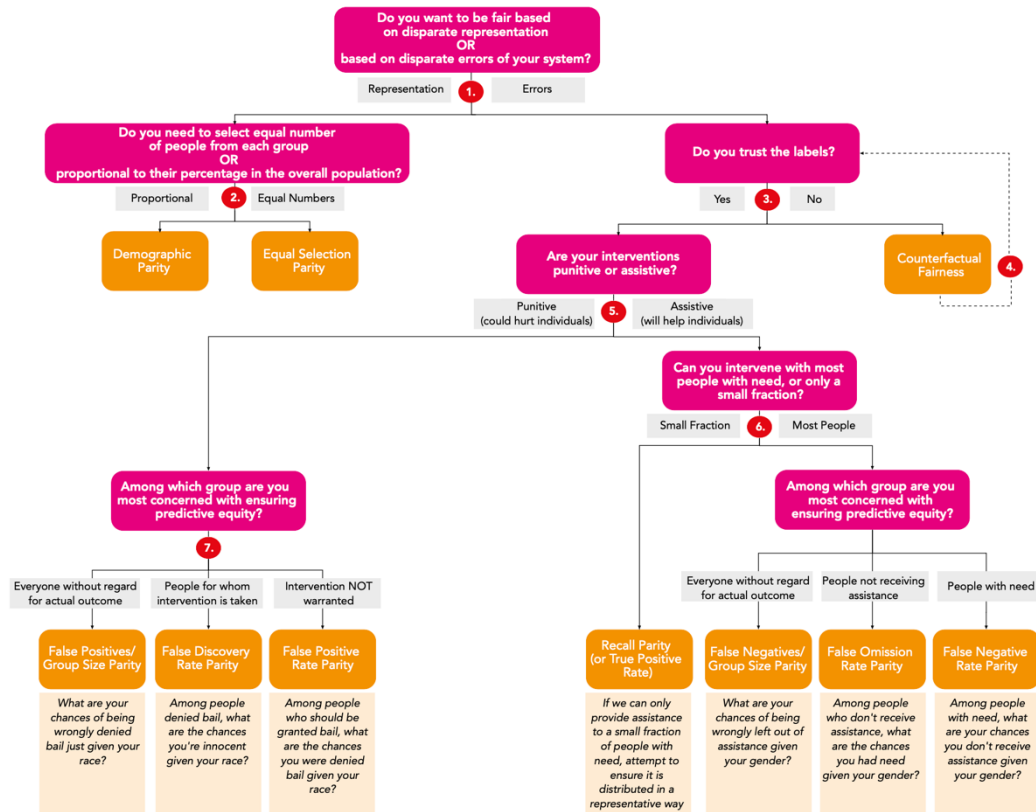 Do you want to be fair based
on disparate representation
OR
based on disparate errors of your system?
Representation
1.
Errors
Do you need to select equal number
of people from each group
OR
proportional to their percentage in the overall population?
Do you trust the labels?
Proportional
2.
Equal Numbers
Yes
3.
No
Demographic
Parity
Equal Selection
Parity
Are your interventions
punitive or assistive?
Counterfactual
Fairness
4.
Punitive
(could hurt individuals)
5.
Assistive
(will help individuals)
Can you intervene with most
people with need, or only a
small fraction?
Small Fraction
6.
Most People
Among which group are you
most concerned with ensuring
predictive equity?
Among which group are you
most concerned with
ensuring predictive equity?
7.
Everyone without regard
for actual outcome
People for whom
intervention is taken
Intervention NOT
warranted
Everyone without regard
for actual outcome
People not receiving
assistance
People with need
False Positives/
Group Size Parity
False Discovery
Rate Parity
False Positive
Rate Parity
Recall Parity
(or True Positive
Rate)
False Negatives/
Group Size Parity
False Omission
Rate Parity
False Negative
Rate Parity
What are your
chances of being
wrongly denied
bail just given your
race?
Among people
denied bail, what
are the chances
you're innocent
given your race?
Among people
who should be
granted bail, what
are the chances
you were denied
bail given your
race?
If we can only
provide assistance
to a small fraction
of people with
need, attempt to
ensure it is
distributed in a
representative way
What are your
chances of being
wrongly left out of
assistance given
your gender?
Among people
who don't receive
assistance, what
are the chances
you had need
given your gender?
Among people
with need, what
are your chances
you don't receive
assistance given
your gender?